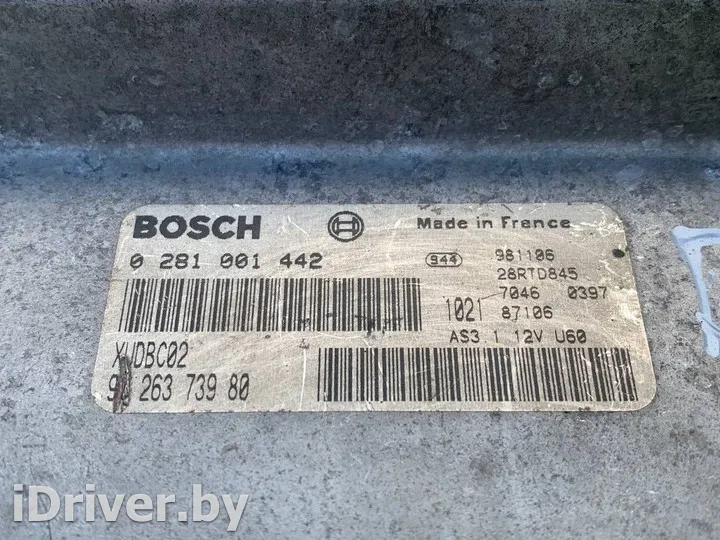 BOSCH Made in France
0 281 001 442
944
981106
28RTD845
7046 0397
1021 87106
AS3 1 12V U60
XUDBC02
263 739 80
iDriver.by